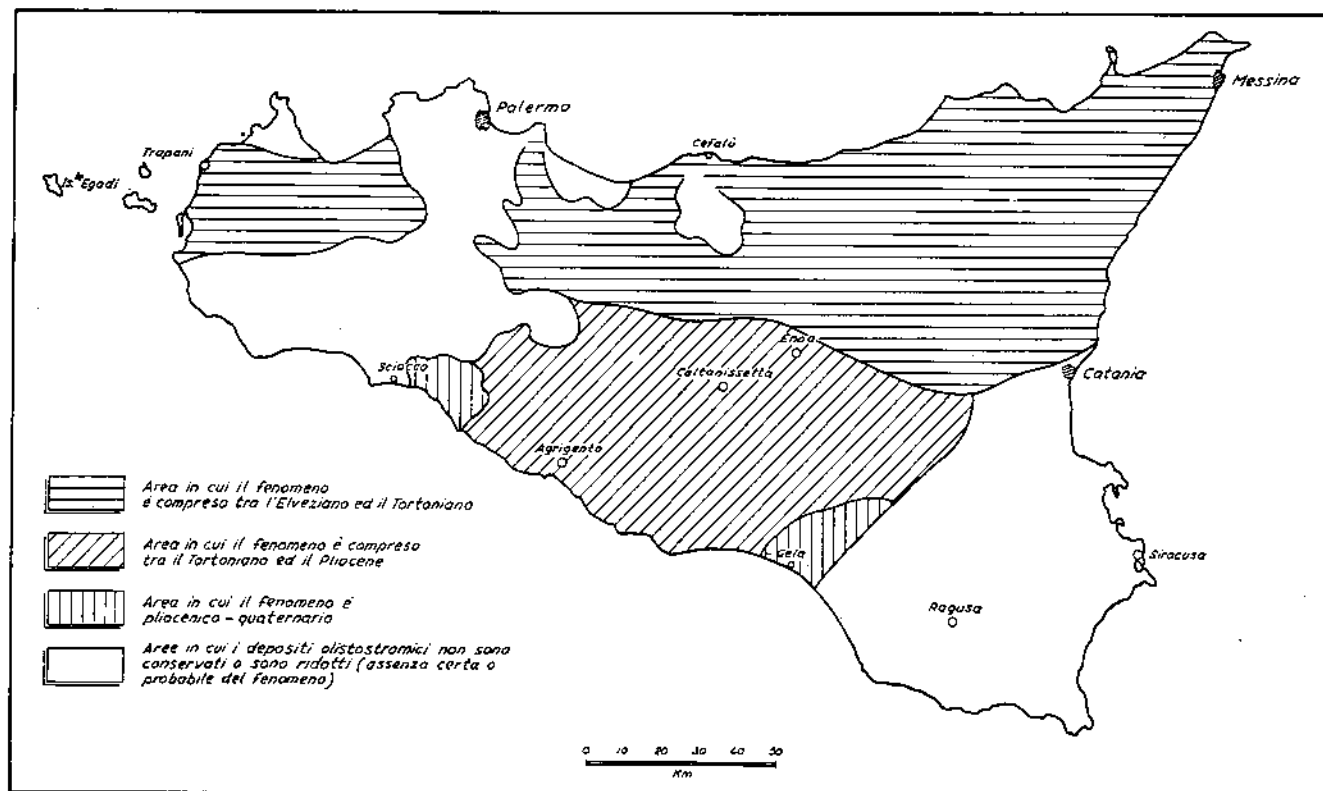 Messina
Palermo
Cefalù
Trapani
Is.le Egadi
Enna
Caltanissetta
Catania
Sciacca
Agrigento
Gela
Siracusa
Ragusa
Area in cui il fenomeno
è compreso tra l'Elveziano ed il Tortoniano
Area in cui il fenomeno è compreso
tra il Tortoniano ed il Pliocene
Area in cui il fenomeno è
pliocenico - quaternario
Aree in cui i depositi olistostromici non sono
conservati o sono ridotti (assenza certa o
probabile del fenomeno)
0 10 20 30 40 50
Km